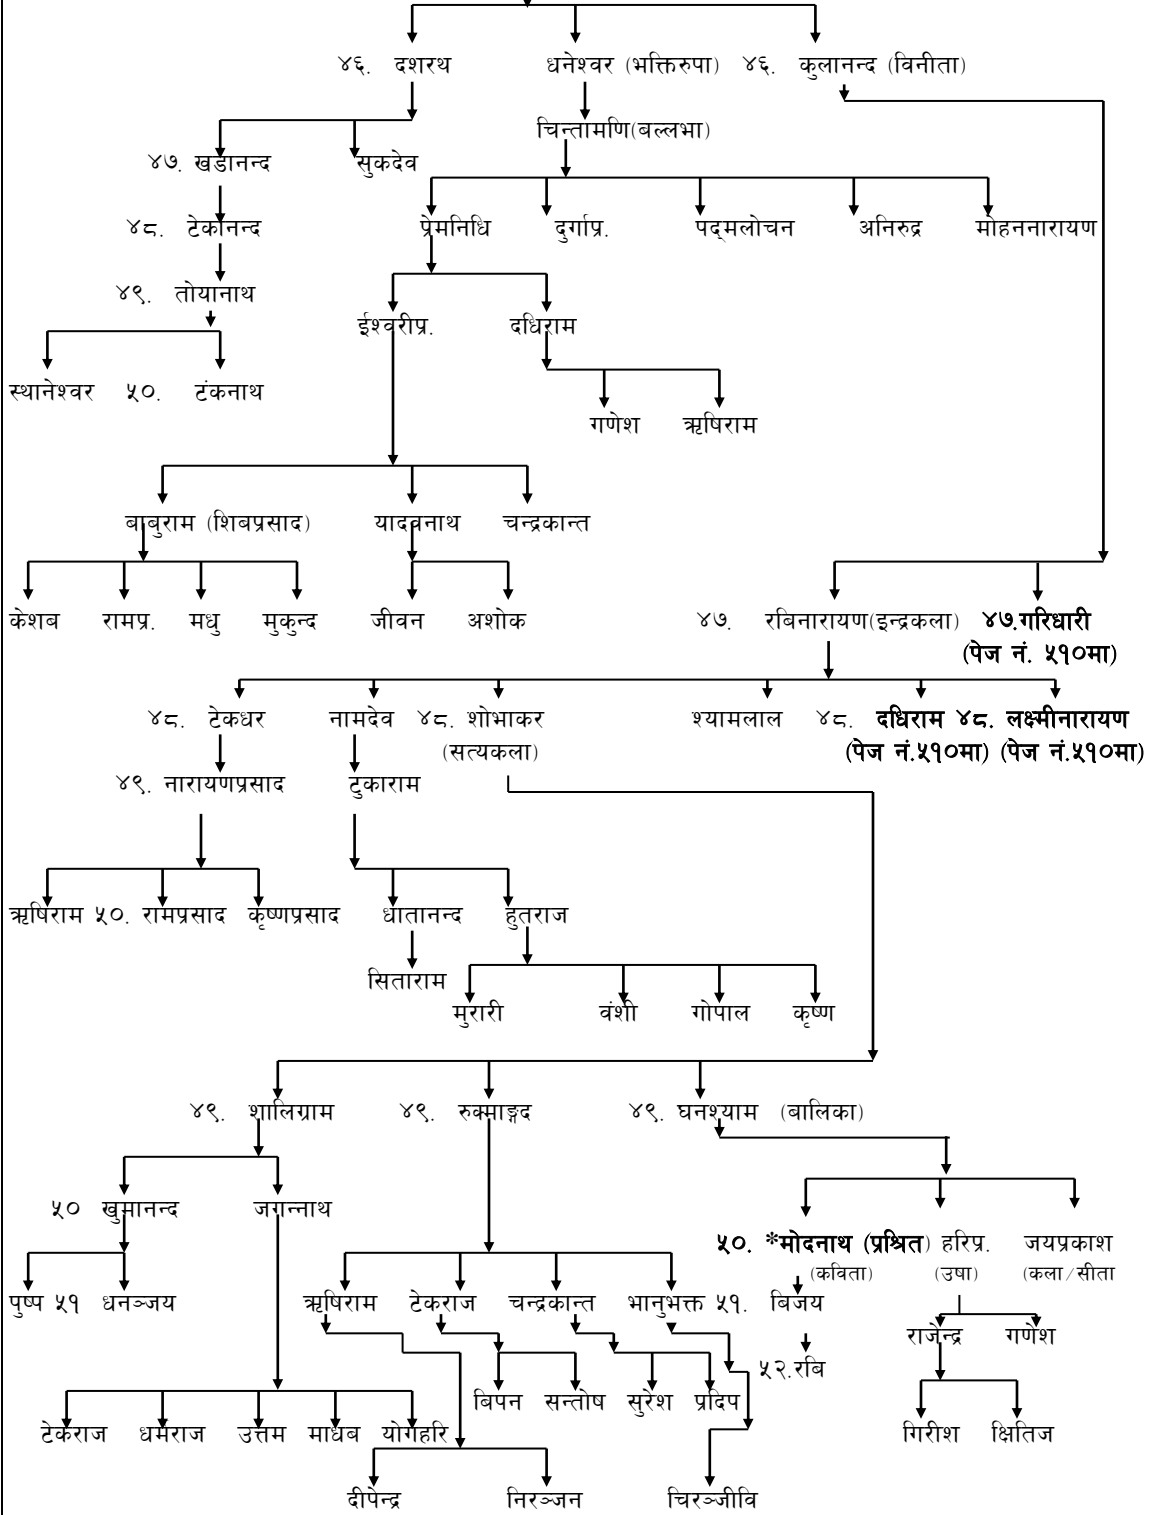 ४६. दशरथ धनेश्वर (भक्तिरुपा) ४६. कुलानन्द (विनीता)
चिन्तामणि(बल्लभा)
४७. खडानन्द सुकदेव
४८. टेकानन्द प्रेमनिधि दुर्गाप्र. पद्मलोचन अनिरुद्र मोहननारायण
४९. तोयानाथ
ईश्वरीप्र. दधिराम
स्थानेश्वर ५०. टंकनाथ
गणेश ऋषिराम
बाबुराम (शिबप्रसाद) यादवनाथ चन्द्रकान्त
केशब रामप्र. मधु मुकुन्द जीवन अशोक ४७. रबिनारायण(इन्द्रकला) ४७.गरिधारी
(पेज नं. ५१०मा)
४८. टेकधर नामदेव ४८. शोभाकर श्यामलाल ४८. दधिराम ४८. लक्ष्मीनारायण
(सत्यकला) (पेज नं.५१०मा) (पेज नं.५१०मा)
४९. नारायणप्रसाद टुकाराम
ऋषिराम ५०. रामप्रसाद कृष्णप्रसाद धातानन्द हुतराज
सिताराम
मुरारी वंशी गोपाल कृष्ण
४९. शालिग्राम ४९. रुक्माङ्गद ४९. घनश्याम (बालिका)
५० खुमानन्द जगन्नाथ
५०. *मोदनाथ (प्रश्रित) हरिप्र. जयप्रकाश
(कविता) (उषा) (कला/सीता
पुष्प ५१ धनञ्जय ऋषिराम टेकराज चन्द्रकान्त भानुभक्त ५१. बिजय
राजेन्द्र गणेश
५२.रबि
बिपन सन्तोष सुरेश प्रदिप
टेकराज धर्मराज उत्तम माधब योगहरि गिरीश क्षितिज
दीपेन्द्र निरञ्जन चिरञ्जीवि